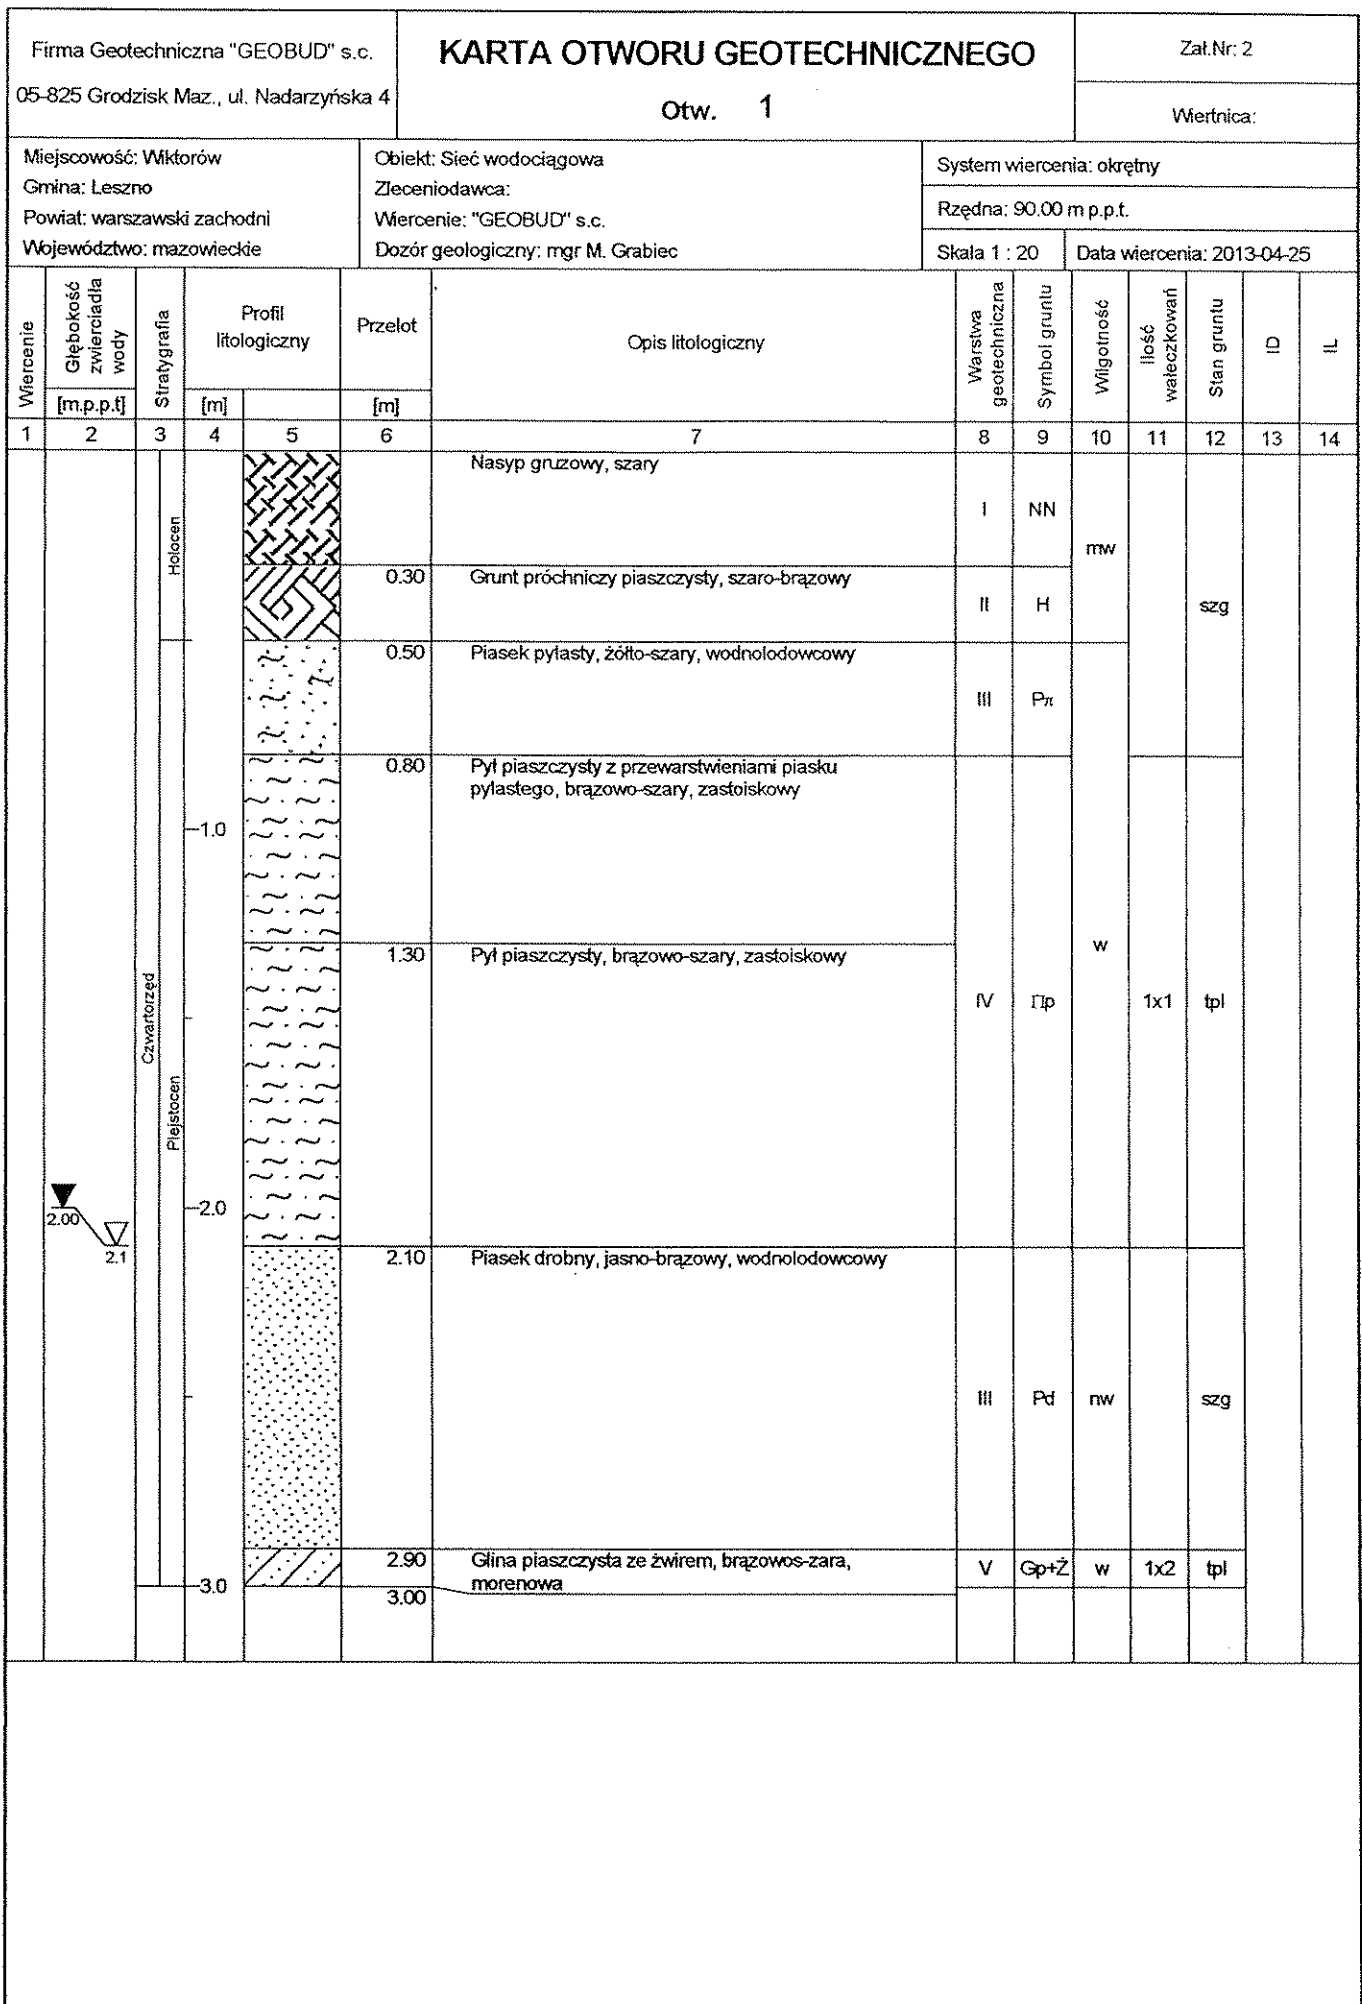 Firma Geotechniczna "GEOBUD" s.c.
05-825 Grodzisk Maz., ul. Nadarzyńska 4
KARTA OTWORU GEOTECHNICZNEGO
Otw. 1
Zał.Nr: 2
Wiertnica:
Miejscowość: Wiktorów
Gmina: Leszno
Powiat: warszawski zachodni
Województwo: mazowieckie
Obiekt: Sieć wodociągowa
Zleceniodawca:
Wiercenie: "GEOBUD" s.c.
Dozór geologiczny: mgr M. Grabiec
System wiercenia: okrętny
Rzędna: 90.00 m p.p.t.
Skala 1 : 20
Data wiercenia: 2013-04-25
Wiercenie
Głębokość
zwierciadła
wody
[m.p.p.t]
Stratygrafia
Profil
litologiczny
[m]
Przelot
[m]
Opis litologiczny
Warstwa
geotechniczna
Symbol gruntu
Wilgotność
Ilość
wałeczkowań
Stan gruntu
ID
IL
1 2 3 4 5 6 7 8 9 10 11 12 13 14
Nasyp gruzowy, szary
I NN
mw
Holocen
0.30 Grunt próchniczy piaszczysty, szaro-brązowy
II H
szg
0.50 Piasek pylasty, żółto-szary, wodnolodowcowy
III Pπ
0.80 Pył piaszczysty z przewarstwieniami piasku
pylastego, brązowo-szary, zastoiskowy
1.0
1.30 Pył piaszczysty, brązowo-szary, zastoiskowy
w
IV Πp 1x1 tpl
Czwartorzęd
Plejstocen
2.00
2.1
2.0
2.10 Piasek drobny, jasno-brązowy, wodnolodowcowy
III Pd nw szg
2.90 Glina piaszczysta ze żwirem, brązowos-zara,
morenowa
V Gp+Ż w 1x2 tpl
3.0
3.00